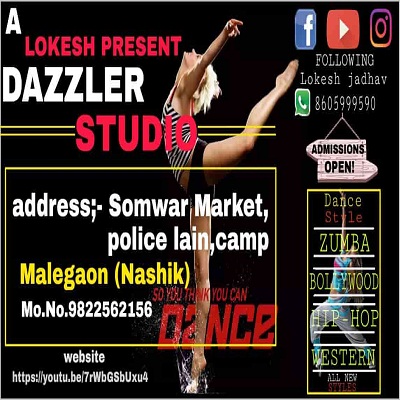 A
LOKESH PRESENT
DAZZLER
STUDIO
FOLLOWING
Lokesh jadhav
8605999590
ADMISSIONS
OPEN!
address;- Somwar Market,
police lain,camp
Malegaon (Nashik)
Mo.No.9822562156
SO YOU THINK YOU CAN
DANCE
website
https://youtu.be/7rWbGSbUxu4
Dance
Style
ZUMBA
BOLLYWOOD
HIP-HOP
WESTERN
ALL NEW
STYLES